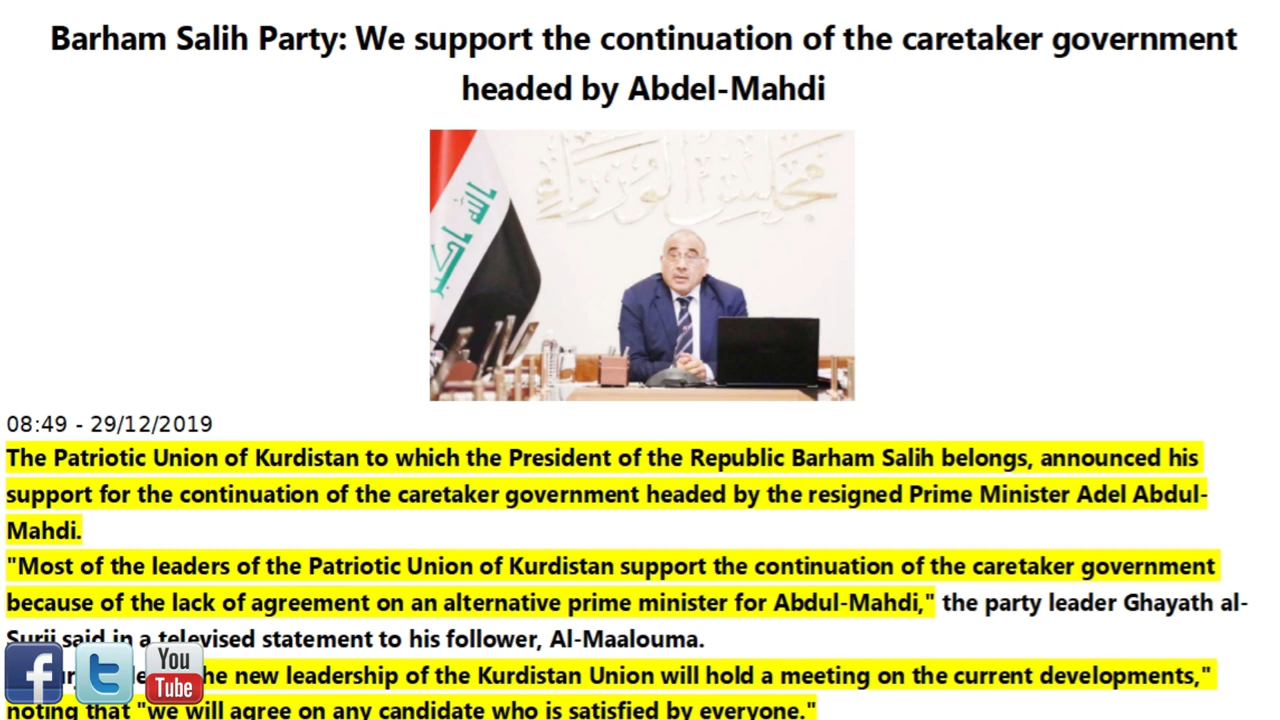 Barham Salih Party: We support the continuation of the caretaker government
headed by Abdel-Mahdi
مجلس الوزراء
الله
08:49 - 29/12/2019
The Patriotic Union of Kurdistan to which the President of the Republic Barham Salih belongs, announced his
support for the continuation of the caretaker government headed by the resigned Prime Minister Adel Abdul-
Mahdi.
"Most of the leaders of the Patriotic Union of Kurdistan support the continuation of the caretaker government
because of the lack of agreement on an alternative prime minister for Abdul-Mahdi," the party leader Ghayath al-
Surji said in a televised statement to his follower, Al-Maalouma.
the new leadership of the Kurdistan Union will hold a meeting on the current developments,"
noting that "we will agree on any candidate who is satisfied by everyone."
f t You Tube